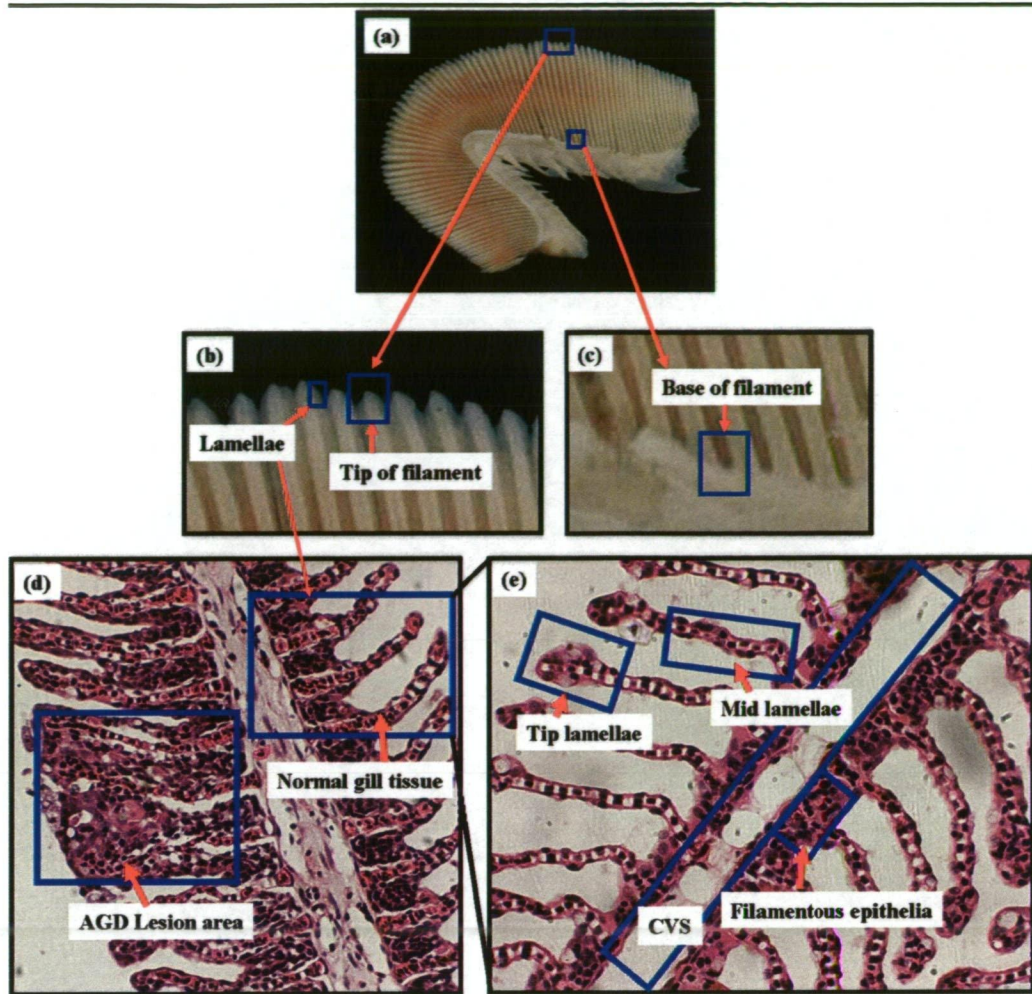 (a)
(b)
Lamellae
Tip of filament
(c)
Base of filament
(d)
Normal gill tissue
AGD Lesion area
(e)
Tip lamellae
Mid lamellae
CVS
Filamentous epithelia